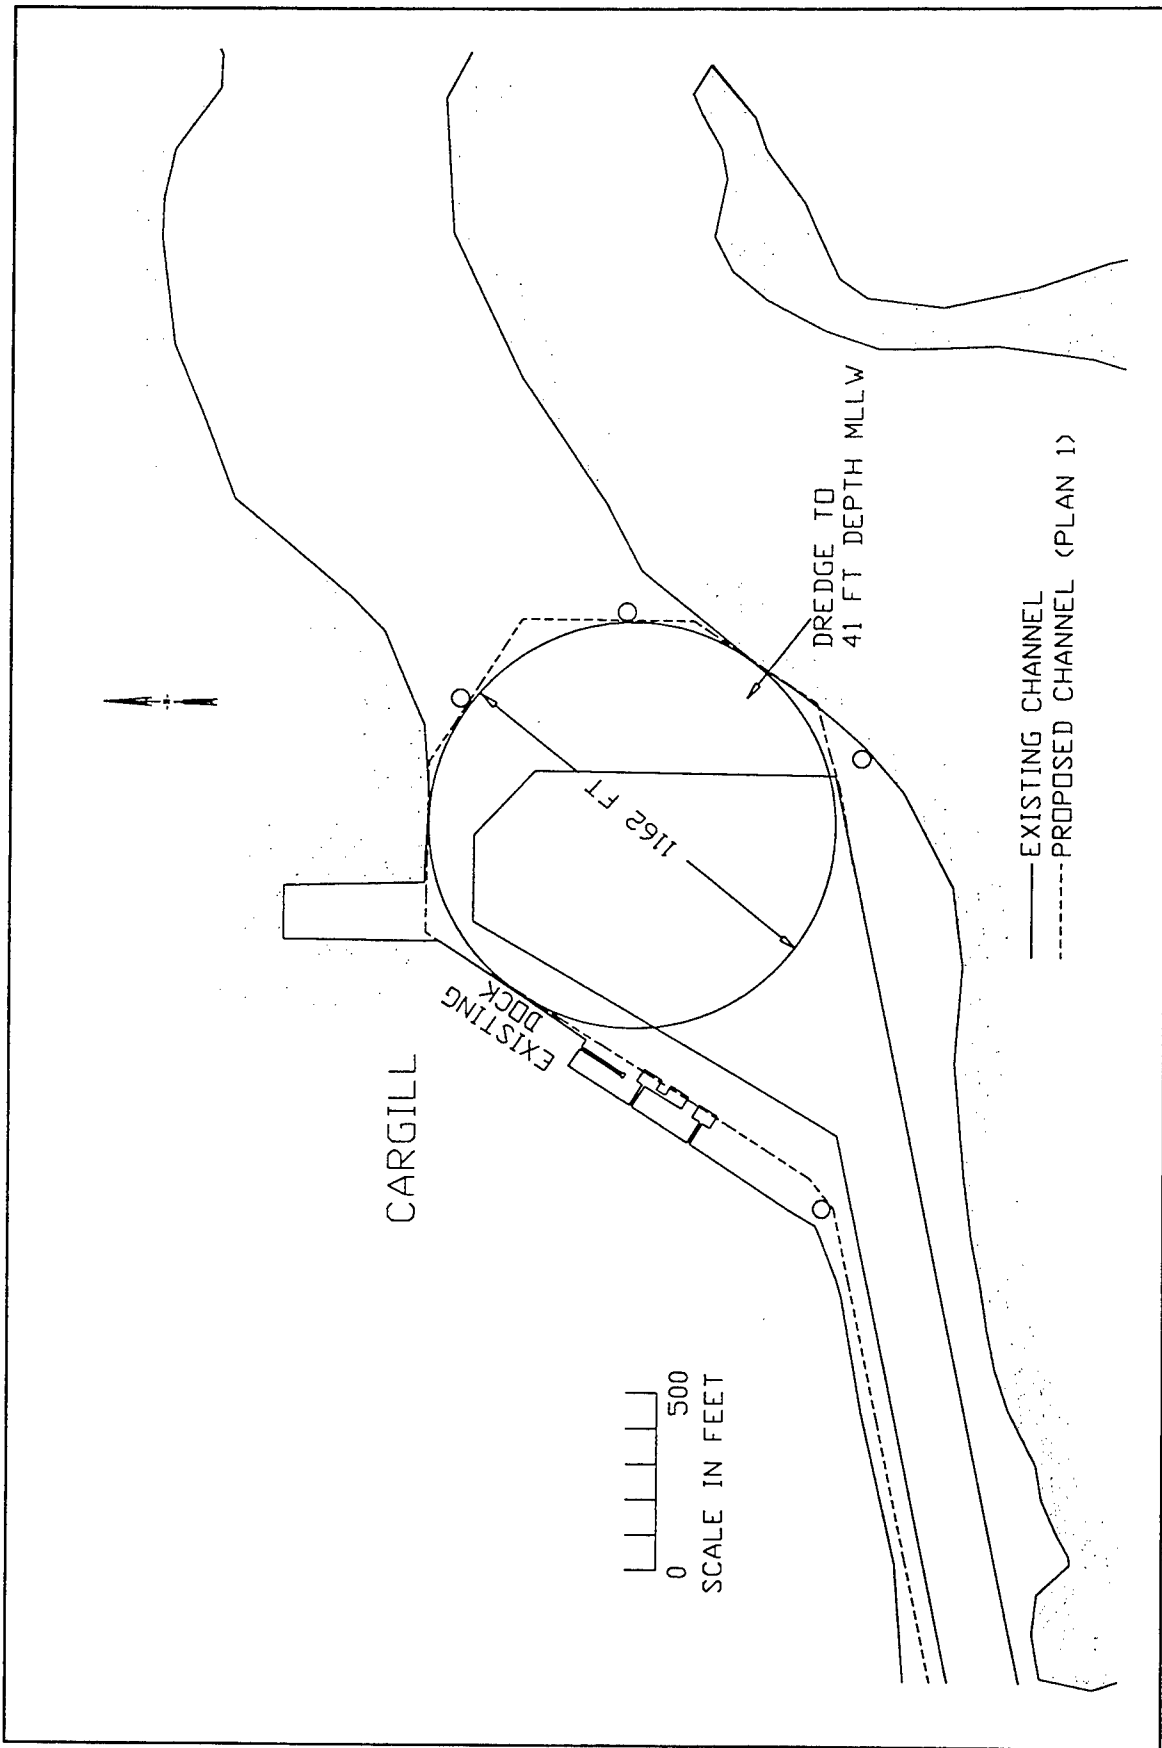 CARGILL
EXISTING
DOCK
1162 FT
DREDGE TO
41 FT DEPTH MLLW
0 500
SCALE IN FEET
EXISTING CHANNEL
PROPOSED CHANNEL (PLAN 1)